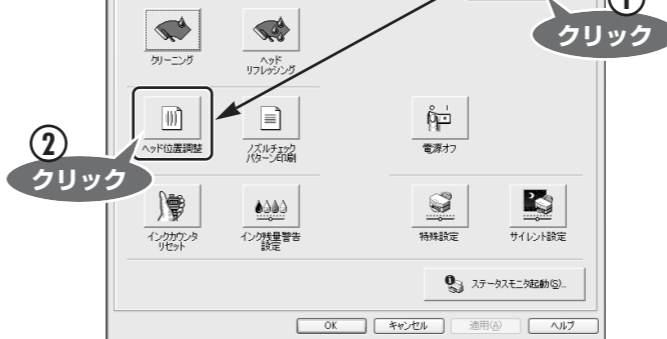 ①
クリック
クリーニング
ヘッド
リフレッシング
②
クリック
ヘッド位置調整
ノズルチェック
パターン印刷
電源オフ
インクカウンタ
リセット
インク残量警告
設定
特殊設定
サイレント設定
ステータスモニタ起動(S)...
OK
キャンセル
適用(A)
ヘルプ